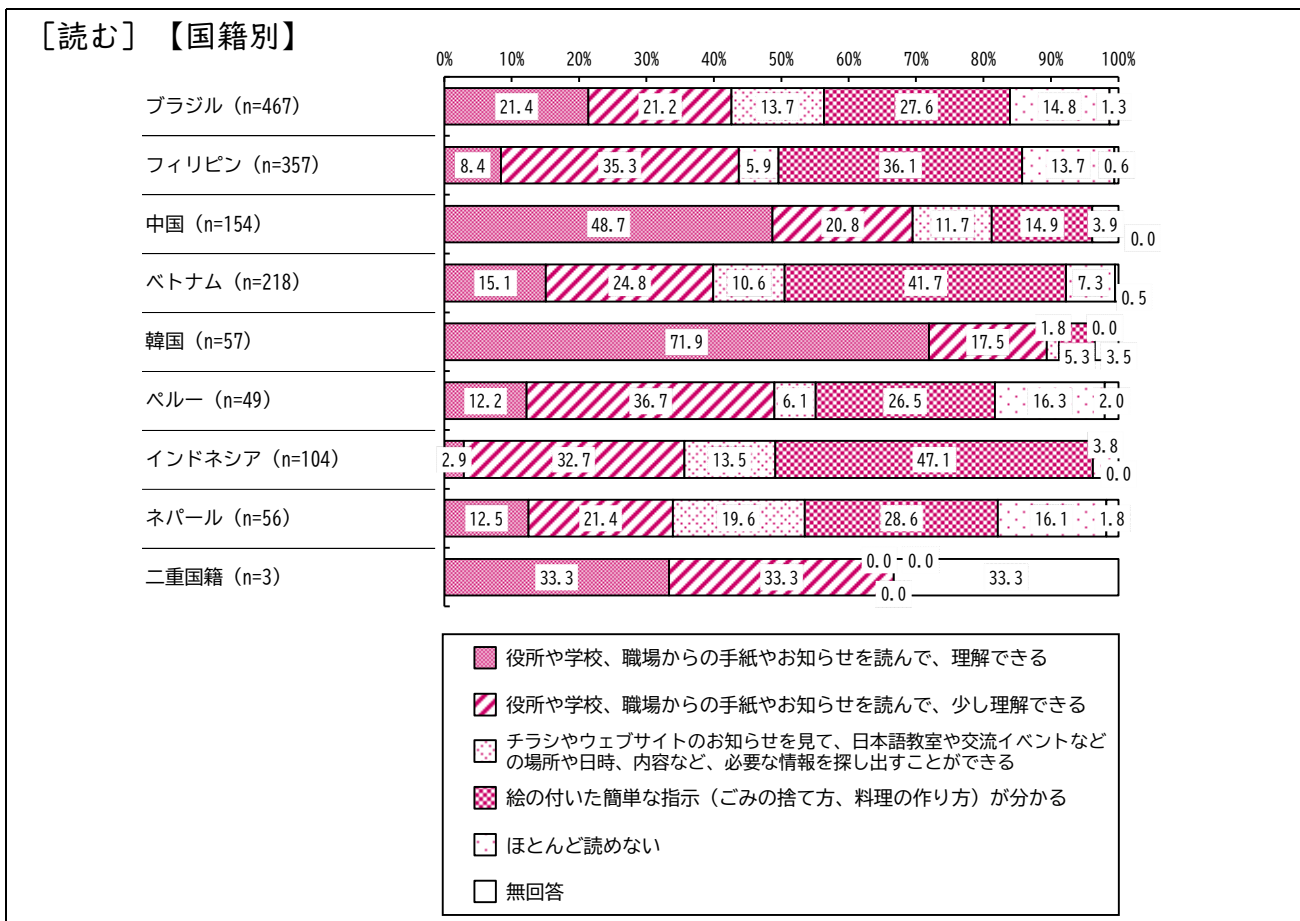 ［読む］【国籍別】
0% 10% 20% 30% 40% 50% 60% 70% 80% 90% 100%
ブラジル（n=467） 21.4 21.2 13.7 27.6 14.8 1.3
フィリピン（n=357） 8.4 35.3 5.9 36.1 13.7 0.6
中国（n=154） 48.7 20.8 11.7 14.9 3.9 0.0
ベトナム（n=218） 15.1 24.8 10.6 41.7 7.3 0.5
韓国（n=57） 71.9 17.5 1.8 5.3 0.0 3.5
ペルー（n=49） 12.2 36.7 6.1 26.5 16.3 2.0
インドネシア（n=104） 2.9 32.7 13.5 47.1 3.8 0.0
ネパール（n=56） 12.5 21.4 19.6 28.6 16.1 1.8
二重国籍（n=3） 33.3 33.3 0.0 0.0 0.0 33.3
役所や学校、職場からの手紙やお知らせを読んで、理解できる
役所や学校、職場からの手紙やお知らせを読んで、少し理解できる
チラシやウェブサイトのお知らせを見て、日本語教室や交流イベントなど
の場所や日時、内容など、必要な情報を探し出すことができる
絵の付いた簡単な指示（ごみの捨て方、料理の作り方）が分かる
ほとんど読めない
無回答